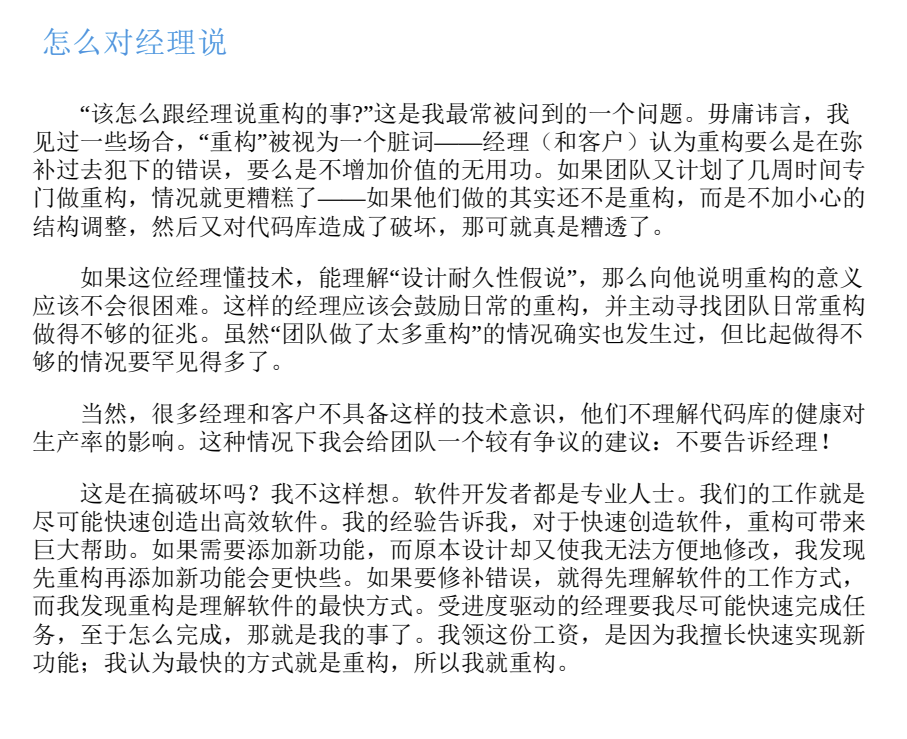 怎么对经理说
“该怎么跟经理说重构的事?”这是我最常被问到的一个问题。毋庸讳言，我
见过一些场合，“重构”被视为一个脏词——经理（和客户）认为重构要么是在弥
补过去犯下的错误，要么是不增加价值的无用功。如果团队又计划了几周时间专
门做重构，情况就更糟糕了——如果他们做的其实还不是重构，而是不加小心的
结构调整，然后又对代码库造成了破坏，那可就真是糟透了。
如果这位经理懂技术，能理解“设计耐久性假说”，那么向他说明重构的意义
应该不会很困难。这样的经理应该会鼓励日常的重构，并主动寻找团队日常重构
做得不够的征兆。虽然“团队做了太多重构”的情况确实也发生过，但比起做得不
够的情况要罕见得多了。
当然，很多经理和客户不具备这样的技术意识，他们不理解代码库的健康对
生产率的影响。这种情况下我会给团队一个较有争议的建议：不要告诉经理！
这是在搞破坏吗？我不这样想。软件开发者都是专业人士。我们的工作就是
尽可能快速创造出高效软件。我的经验告诉我，对于快速创造软件，重构可带来
巨大帮助。如果需要添加新功能，而原本设计却又使我无法方便地修改，我发现
先重构再添加新功能会更快些。如果要修补错误，就得先理解软件的工作方式，
而我发现重构是理解软件的最快方式。受进度驱动的经理要我尽可能快速完成任
务，至于怎么完成，那就是我的事了。我领这份工资，是因为我擅长快速实现新
功能；我认为最快的方式就是重构，所以我就重构。